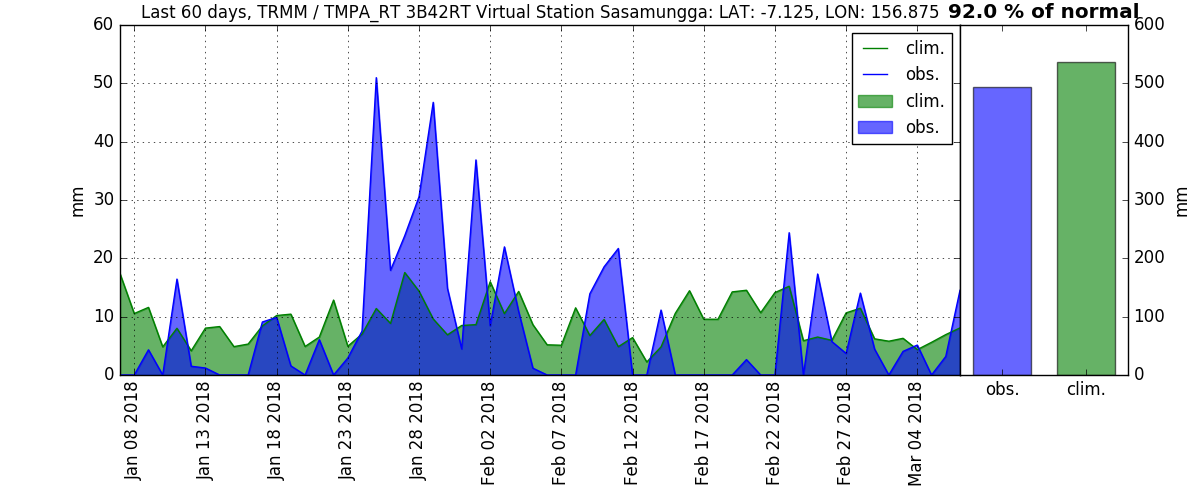 Last 60 days, TRMM / TMPA_RT 3B42RT Virtual Station Sasamungga: LAT: -7.125, LON: 156.875 92.0 % of normal
clim.
obs.
clim.
obs.
60
50
40
30
20
10
0
mm
600
500
400
300
200
100
0
mm
Jan 08 2018
Jan 13 2018
Jan 18 2018
Jan 23 2018
Jan 28 2018
Feb 02 2018
Feb 07 2018
Feb 12 2018
Feb 17 2018
Feb 22 2018
Feb 27 2018
Mar 04 2018
obs. clim.